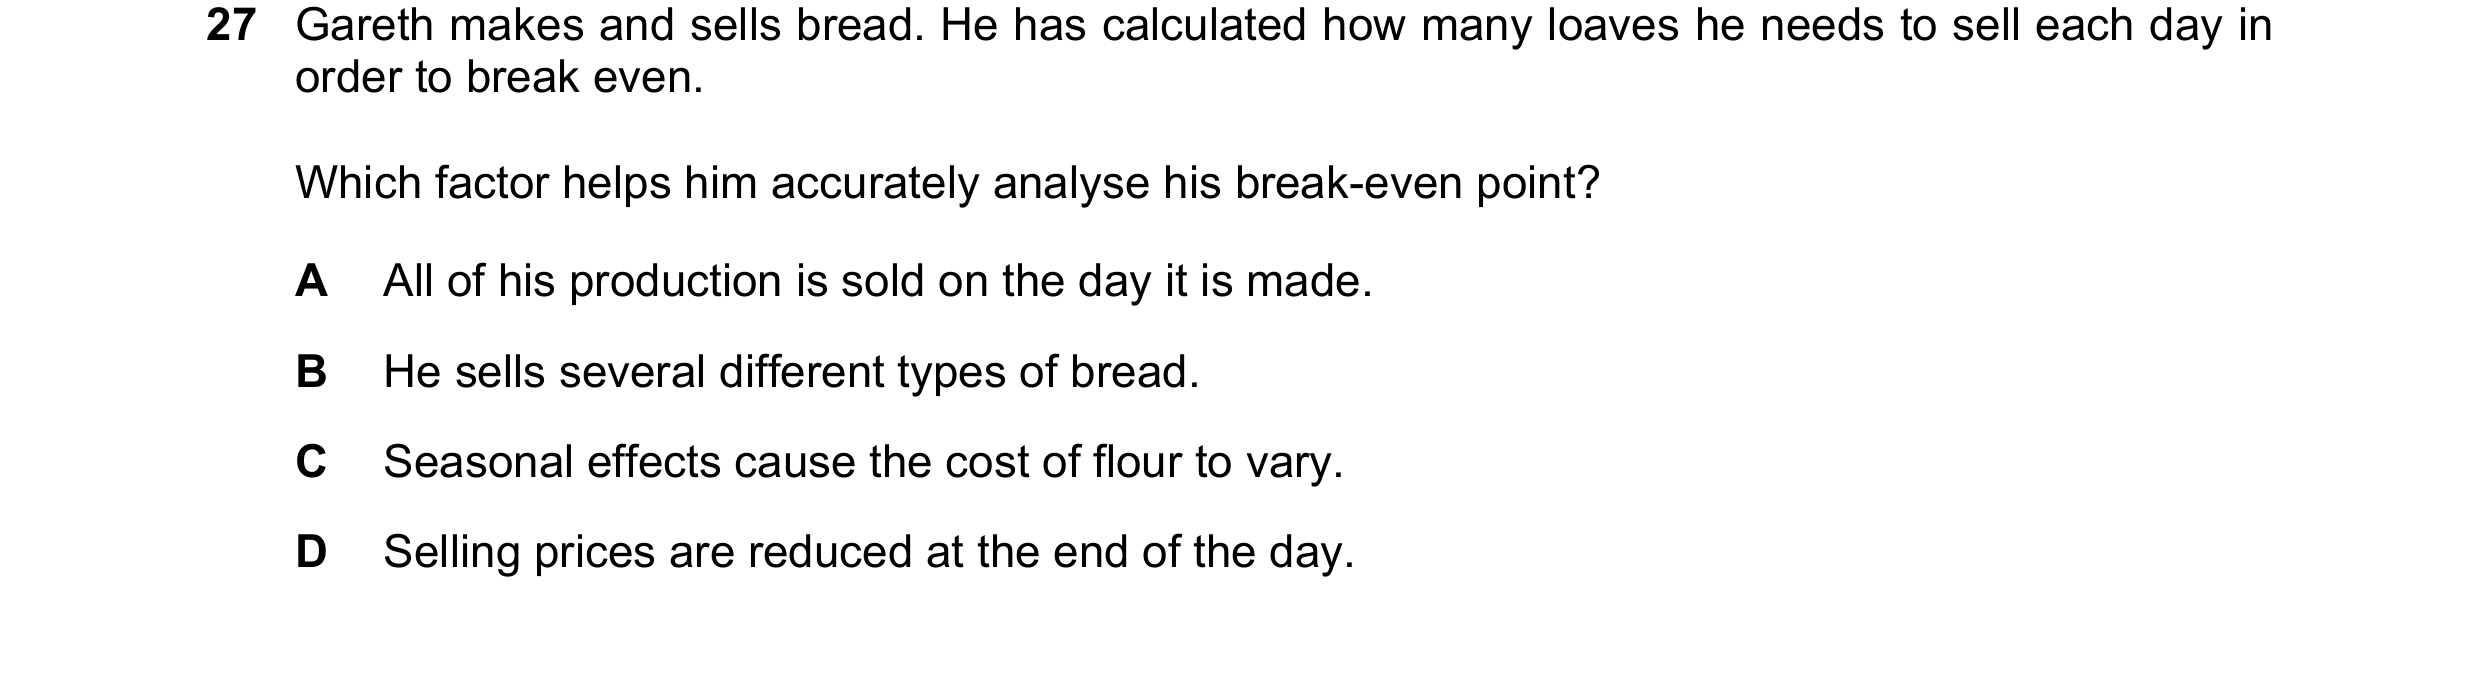 27 Gareth makes and sells bread. He has calculated how many loaves he needs to sell each day in
order to break even.
Which factor helps him accurately analyse his break-even point?
A All of his production is sold on the day it is made.
B He sells several different types of bread.
C Seasonal effects cause the cost of flour to vary.
D Selling prices are reduced at the end of the day.